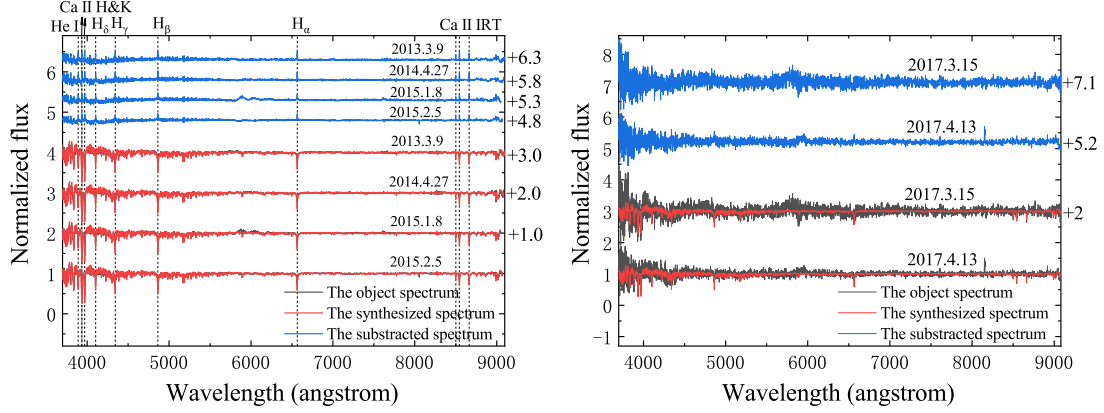 Ca II H&K
He I H_δ H_γ H_β H_α Ca II IRT
Normalized flux
6
5
4
3
2
1
0
2013.3.9
+6.3
2014.4.27
+5.8
2015.1.8
+5.3
2015.2.5
+4.8
2013.3.9
+3.0
2014.4.27
+2.0
2015.1.8
+1.0
2015.2.5
The object spectrum
The synthesized spectrum
The substracted spectrum
4000 5000 6000 7000 8000 9000
Wavelength (angstrom)
Normalized flux
8
7
6
5
4
3
2
1
0
−1
2017.3.15
+7.1
2017.4.13
+5.2
2017.3.15
+2
2017.4.13
The object spectrum
The synthesized spectrum
The substracted spectrum
4000 5000 6000 7000 8000 9000
Wavelength (angstrom)